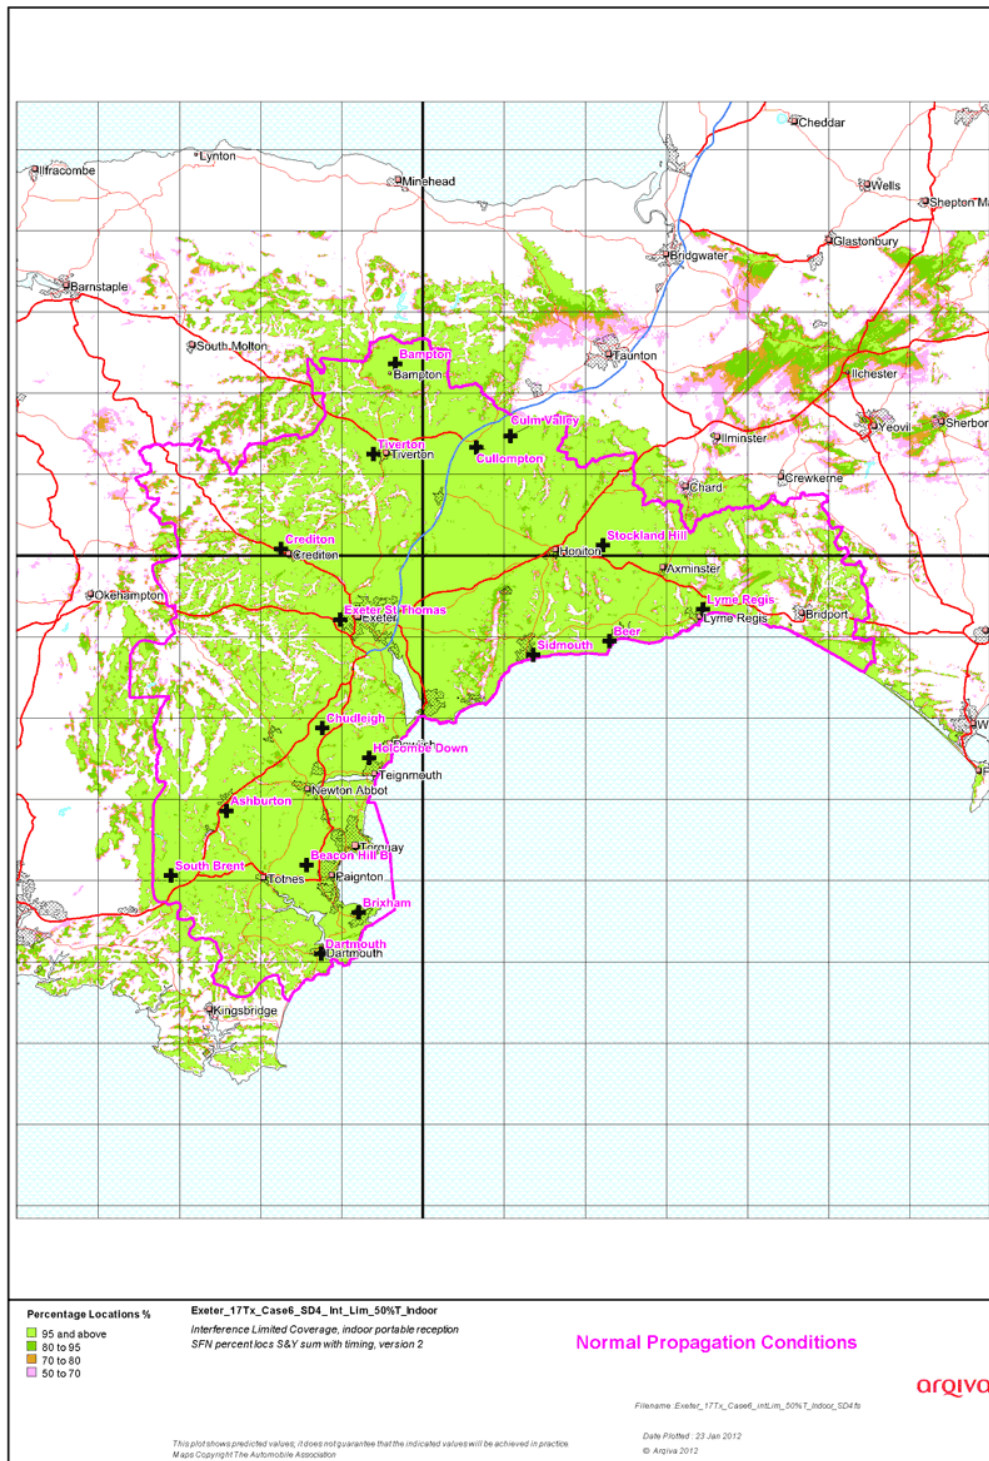 Cheddar
Lynton
Ilfracombe
Minehead
Wells
Shepton Ma
Glastonbury
Bridgwater
Barnstaple
South Molton
Taunton
Bampton
Bampton
Ilchester
Culm Valley
Yeovil
Sherbor
Ilminster
Tiverton
Tiverton
Cullompton
Crewkerne
Chard
Stockland Hill
Crediton
Crediton
Honiton
Axminster
Okehampton
Lyme Regis
Lyme Regis
Bridport
Exeter St Thomas
Exeter
Beer
Sidmouth
Chudleigh
W
Holcombe Down
Teignmouth
Newton Abbot
Ashburton
Torquay
Beacon Hill B
South Brent
Totnes
Paignton
Brixham
Dartmouth
Dartmouth
Kingsbridge
Percentage Locations %
95 and above
80 to 95
70 to 80
50 to 70
Exeter_17Tx_Case6_SD4_Int_Lim_50%T_Indoor
Interference Limited Coverage, indoor portable reception
SFN percent locs S&Y sum with timing, version 2
Normal Propagation Conditions
arqiva
Filename :Exeter_17Tx_Case6_intLim_50%T_Indoor_SD4fs
Date Plotted : 23 Jan 2012
© Arqiva 2012
This plot shows predicted values; it does not guarantee that the indicated values will be achieved in practice.
Maps Copyright The Automobile Association